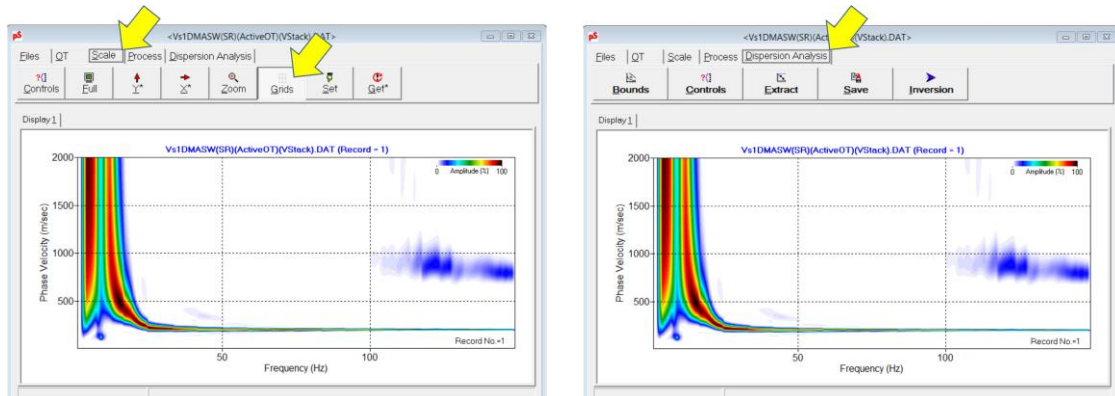 pS <Vs1DMASW(SR)(ActiveOT)(VStack).DAT>
Files OT Scale Process Dispersion Analysis
?{] Controls Full Y* X* Zoom Grids Set Get*
Display 1
Vs1DMASW(SR)(ActiveOT)(VStack).DAT (Record = 1)
0 Amplitude (%) 100
2000
1500
1000
500
Phase Velocity (m/sec)
Record No.=1
50 100
Frequency (Hz)
pS <Vs1DMASW(SR)(Act VStack).DAT>
Files OT Scale Process Dispersion Analysis
Bounds ?{] Controls Extract Save Inversion
Display 1
Vs1DMASW(SR)(ActiveOT)(VStack).DAT (Record = 1)
0 Amplitude (%) 100
2000
1500
1000
500
Phase Velocity (m/sec)
Record No.=1
50 100
Frequency (Hz)